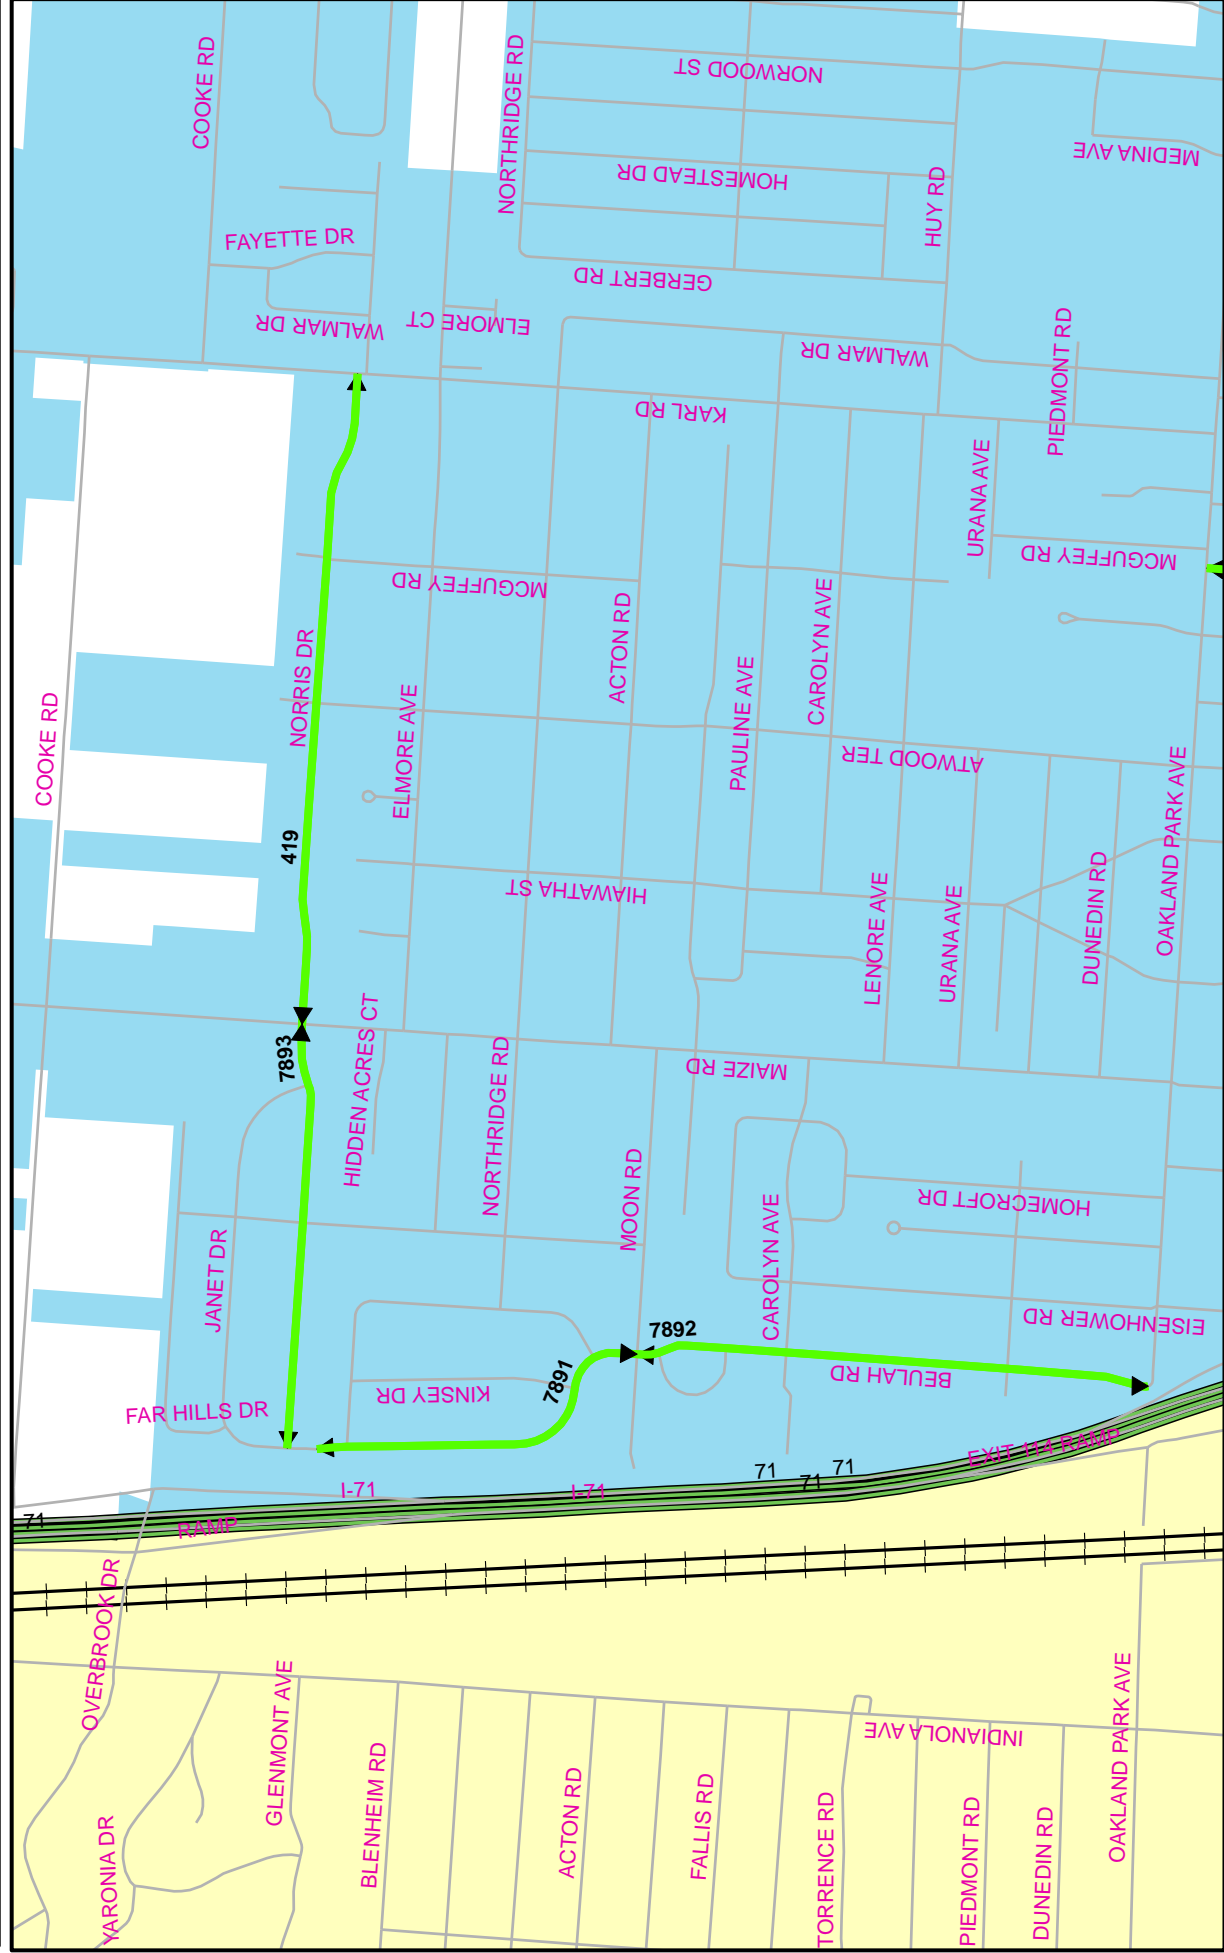 COOKE RD
NORTHRIDGE RD
NORWOOD ST
MEDINA AVE
HOMESTEAD DR
HUY RD
FAYETTE DR
GERBERT RD
WALMAR DR
ELMORE CT
WALMAR DR
PIEDMONT RD
KARL RD
URANA AVE
MCGUFFEY RD
MCGUFFEY RD
ACTON RD
CAROLYN AVE
NORRIS DR
COOKE RD
ELMORE AVE
PAULINE AVE
ATWOOD TER
OAKLAND PARK AVE
419
HIAWATHA ST
LENORE AVE
URANA AVE
DUNEDIN RD
7893
HIDDEN ACRES CT
NORTHRIDGE RD
MAIZE RD
MOON RD
HOMECROFT DR
CAROLYN AVE
JANET DR
EISENHOWER RD
7892
7891
KINSEY DR
BEULAH RD
FAR HILLS DR
EXIT 114 RAMP
71
71
71
I-71
I-71
71
RAMP
OVERBROOK DR
GLENMONT AVE
INDIANOLA AVE
OAKLAND PARK AVE
BLENHEIM RD
ACTON RD
FALLIS RD
TORRENCE RD
PIEDMONT RD
DUNEDIN RD
YARONIA DR